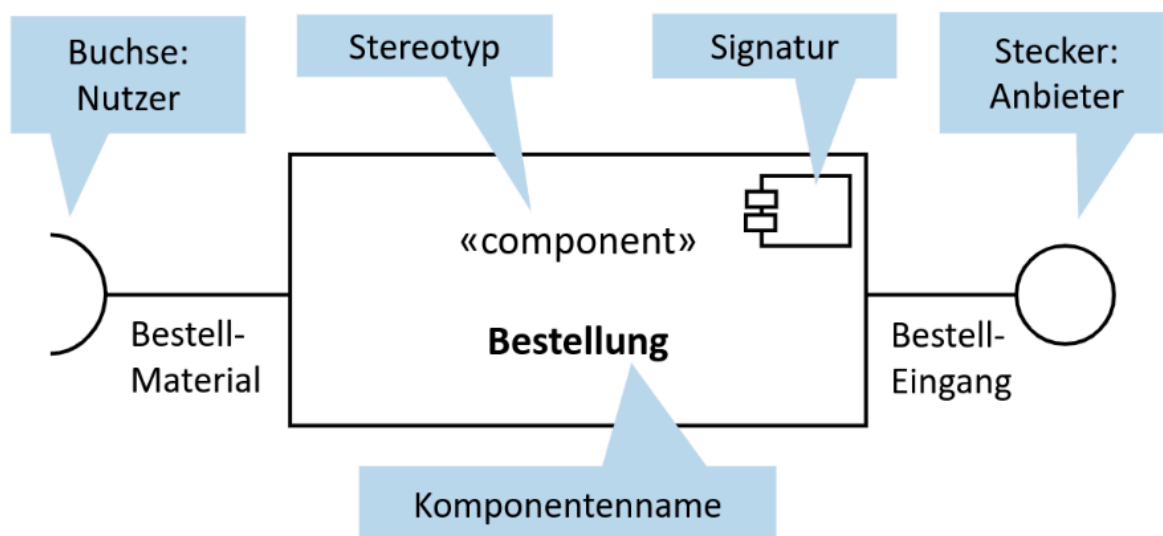 Buchse:
Nutzer
Stereotyp
Signatur
Stecker:
Anbieter
«component»
Bestellung
Bestell-
Material
Bestell-
Eingang
Komponentenname